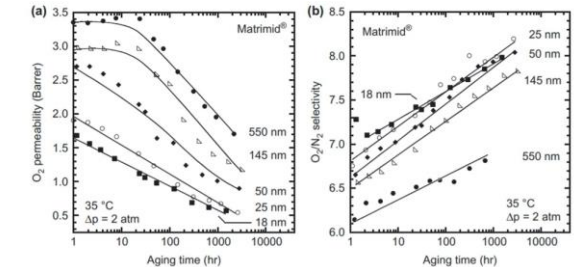 (a)
3.5
3.0
2.5
2.0
1.5
1.0
0.5
O₂ permeability (Barrer)
Matrimid®
550 nm
145 nm
50 nm
25 nm
18 nm
35 °C
Δp = 2 atm
1 10 100 1000 10000
Aging time (hr)
(b)
8.5
8.0
7.5
7.0
6.5
6.0
O₂/N₂ selectivity
Matrimid®
25 nm
50 nm
145 nm
18 nm
550 nm
35 °C
Δp = 2 atm
1 10 100 1000 10000
Aging time (hr)